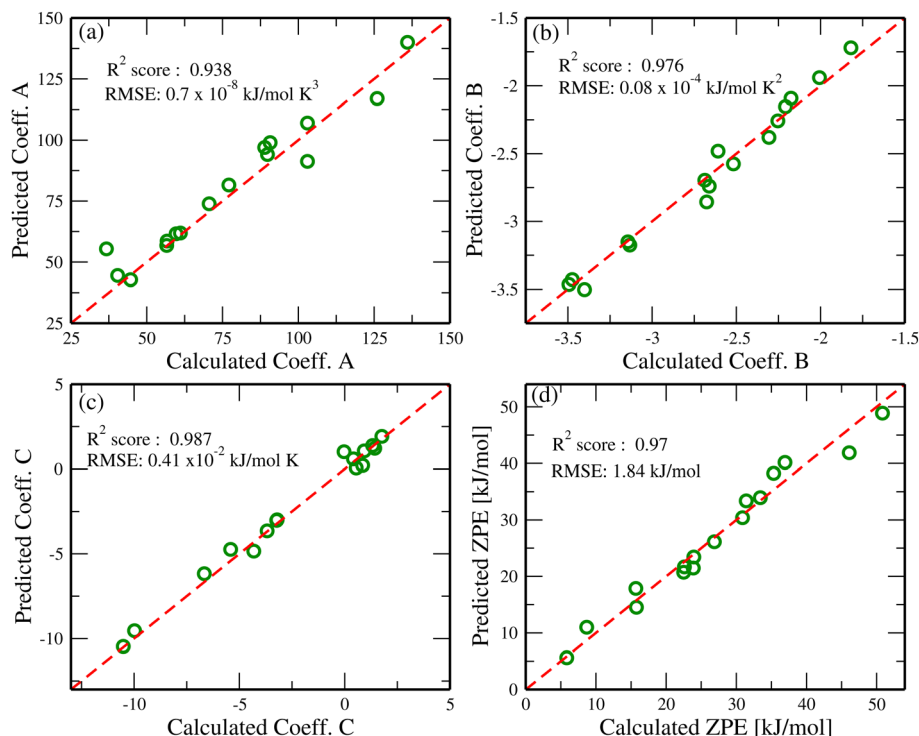 (a)
R² score : 0.938
RMSE: 0.7 x 10⁻⁸ kJ/mol K³
150
125
100
75
50
25
Predicted Coeff. A
25 50 75 100 125 150
Calculated Coeff. A
(b)
R² score : 0.976
RMSE: 0.08 x 10⁻⁴ kJ/mol K²
-1.5
-2
-2.5
-3
-3.5
Predicted Coeff. B
-3.5 -3 -2.5 -2 -1.5
Calculated Coeff. B
(c)
R² score : 0.987
RMSE: 0.41 x10⁻² kJ/mol K
5
0
-5
-10
Predicted Coeff. C
-10 -5 0 5
Calculated Coeff. C
(d)
R² score : 0.97
RMSE: 1.84 kJ/mol
50
40
30
20
10
0
Predicted ZPE [kJ/mol]
0 10 20 30 40 50
Calculated ZPE [kJ/mol]